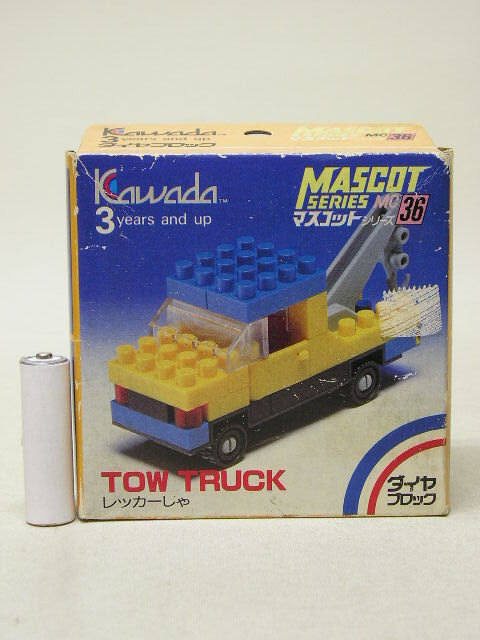 Kawada
3 years and up
ダイヤブロック
MASCOT
MC 36
Kawada™
3 years and up
MASCOT
SERIES MC 36
マスコットシリーズ
TOW TRUCK
レッカーしゃ
ダイヤ
ブロック